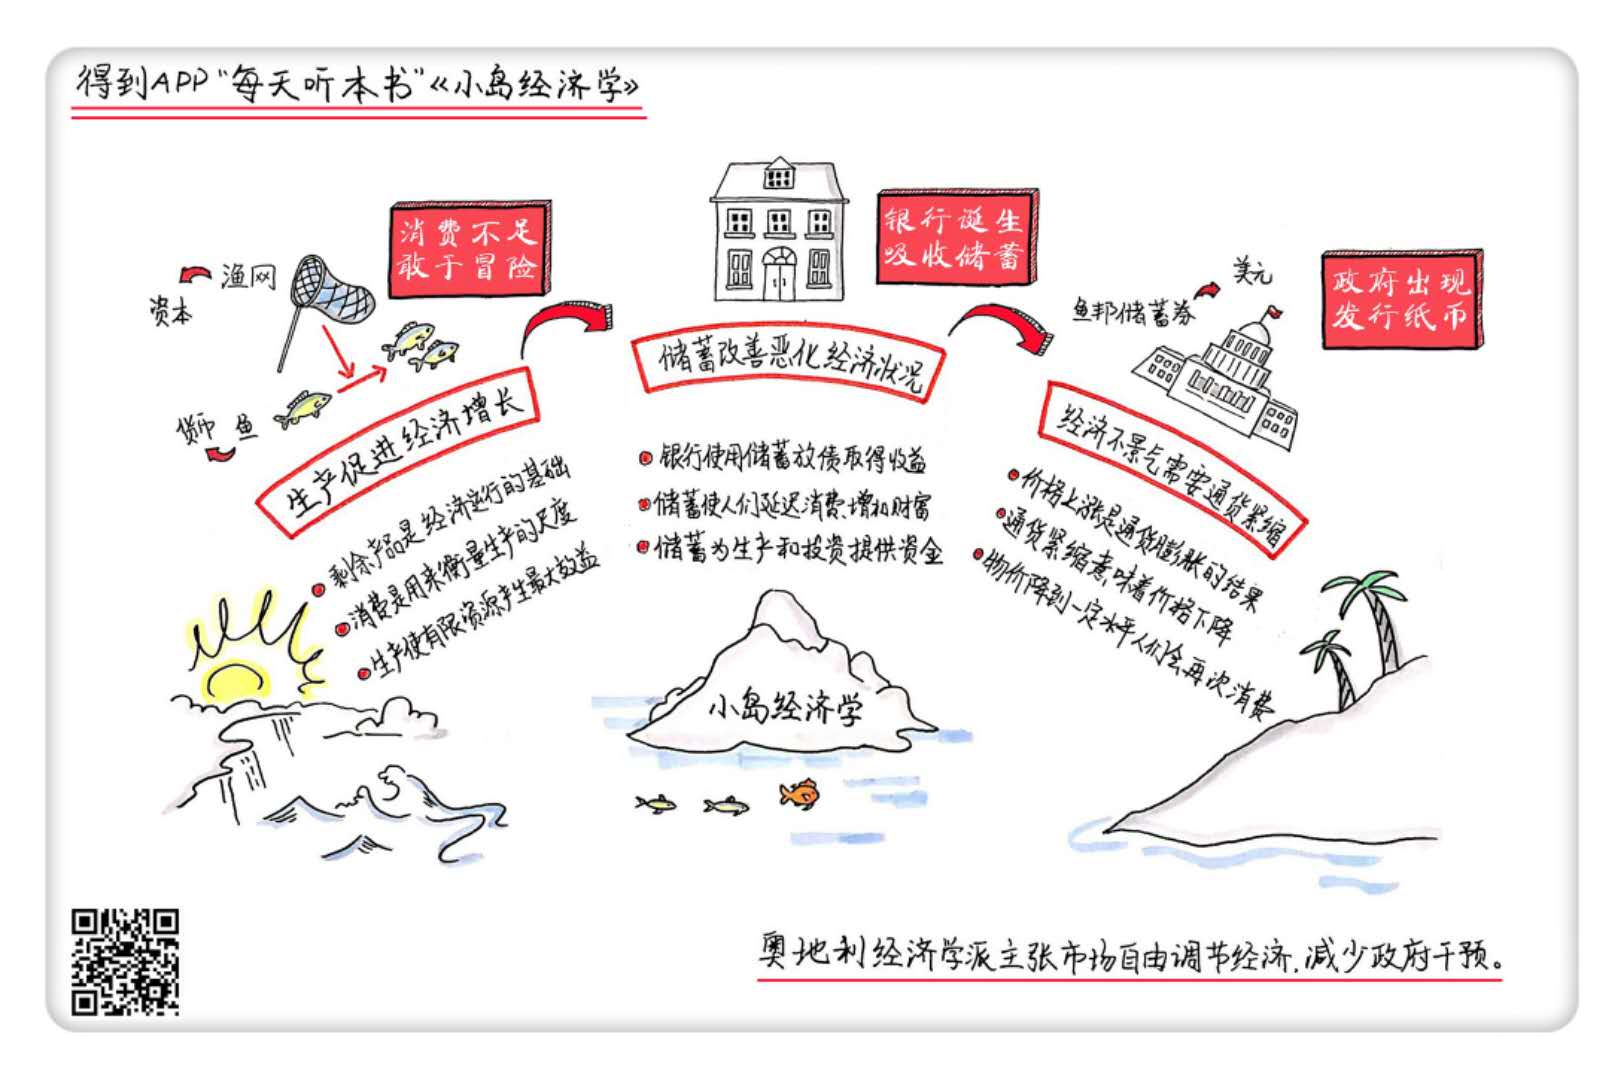 得到APP“每天听本书”《小岛经济学》
消费不足
敢于冒险
渔网
资本
货币 鱼
生产促进经济增长
剩余产品是经济运行的基础
消费是用来衡量生产的尺度
生产使有限资源产生最大效益
银行诞生
吸收储蓄
储蓄改善恶化经济状况
银行使用储蓄放债取得收益
储蓄使人们延迟消费,增加财富
储蓄为生产和投资提供资金
美元
鱼邦储蓄券
政府出现
发行纸币
经济不景气需要通货紧缩
价格上涨是通货膨胀的结果
通货紧缩意味着价格下降
物价降到一定水平人们会再次消费
小岛经济学
奥地利经济学派主张市场自由调节经济,减少政府干预。